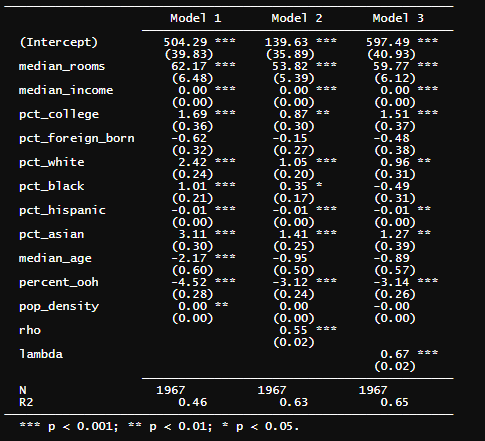 Model 1 Model 2 Model 3
(Intercept) 504.29 *** 139.63 *** 597.49 ***
(39.83) (35.89) (40.93)
median_rooms 62.17 *** 53.82 *** 59.77 ***
(6.48) (5.39) (6.12)
median_income 0.00 *** 0.00 *** 0.00 ***
(0.00) (0.00) (0.00)
pct_college 1.69 *** 0.87 ** 1.51 ***
(0.36) (0.30) (0.37)
pct_foreign_born -0.62 -0.15 -0.48
(0.32) (0.27) (0.38)
pct_white 2.42 *** 1.05 *** 0.96 **
(0.24) (0.20) (0.31)
pct_black 1.01 *** 0.35 * -0.49
(0.21) (0.17) (0.31)
pct_hispanic -0.01 *** -0.01 *** -0.01 **
(0.00) (0.00) (0.00)
pct_asian 3.11 *** 1.41 *** 1.27 **
(0.30) (0.25) (0.39)
median_age -2.17 *** -0.95 -0.89
(0.60) (0.50) (0.57)
percent_ooh -4.52 *** -3.12 *** -3.14 ***
(0.28) (0.24) (0.26)
pop_density 0.00 ** 0.00 -0.00
(0.00) (0.00) (0.00)
rho 0.55 ***
(0.02)
lambda 0.67 ***
(0.02)
N 1967 1967 1967
R2 0.46 0.63 0.65
*** p < 0.001; ** p < 0.01; * p < 0.05.